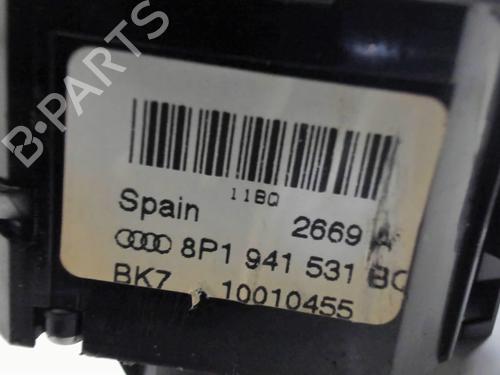 B-PARTS
11BQ
Spain 2669 A
8P1 941 531 BC
BK7 10010455